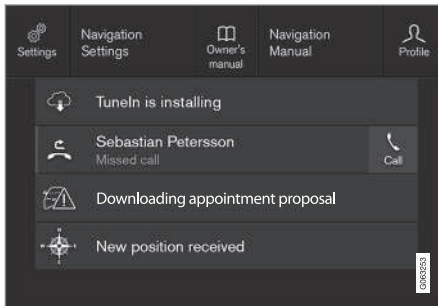 Settings
Navigation
Settings
Owner's
manual
Navigation
Manual
Profile
TuneIn is installing
Sebastian Petersson
Missed call
Call
Downloading appointment proposal
New position received
G063253